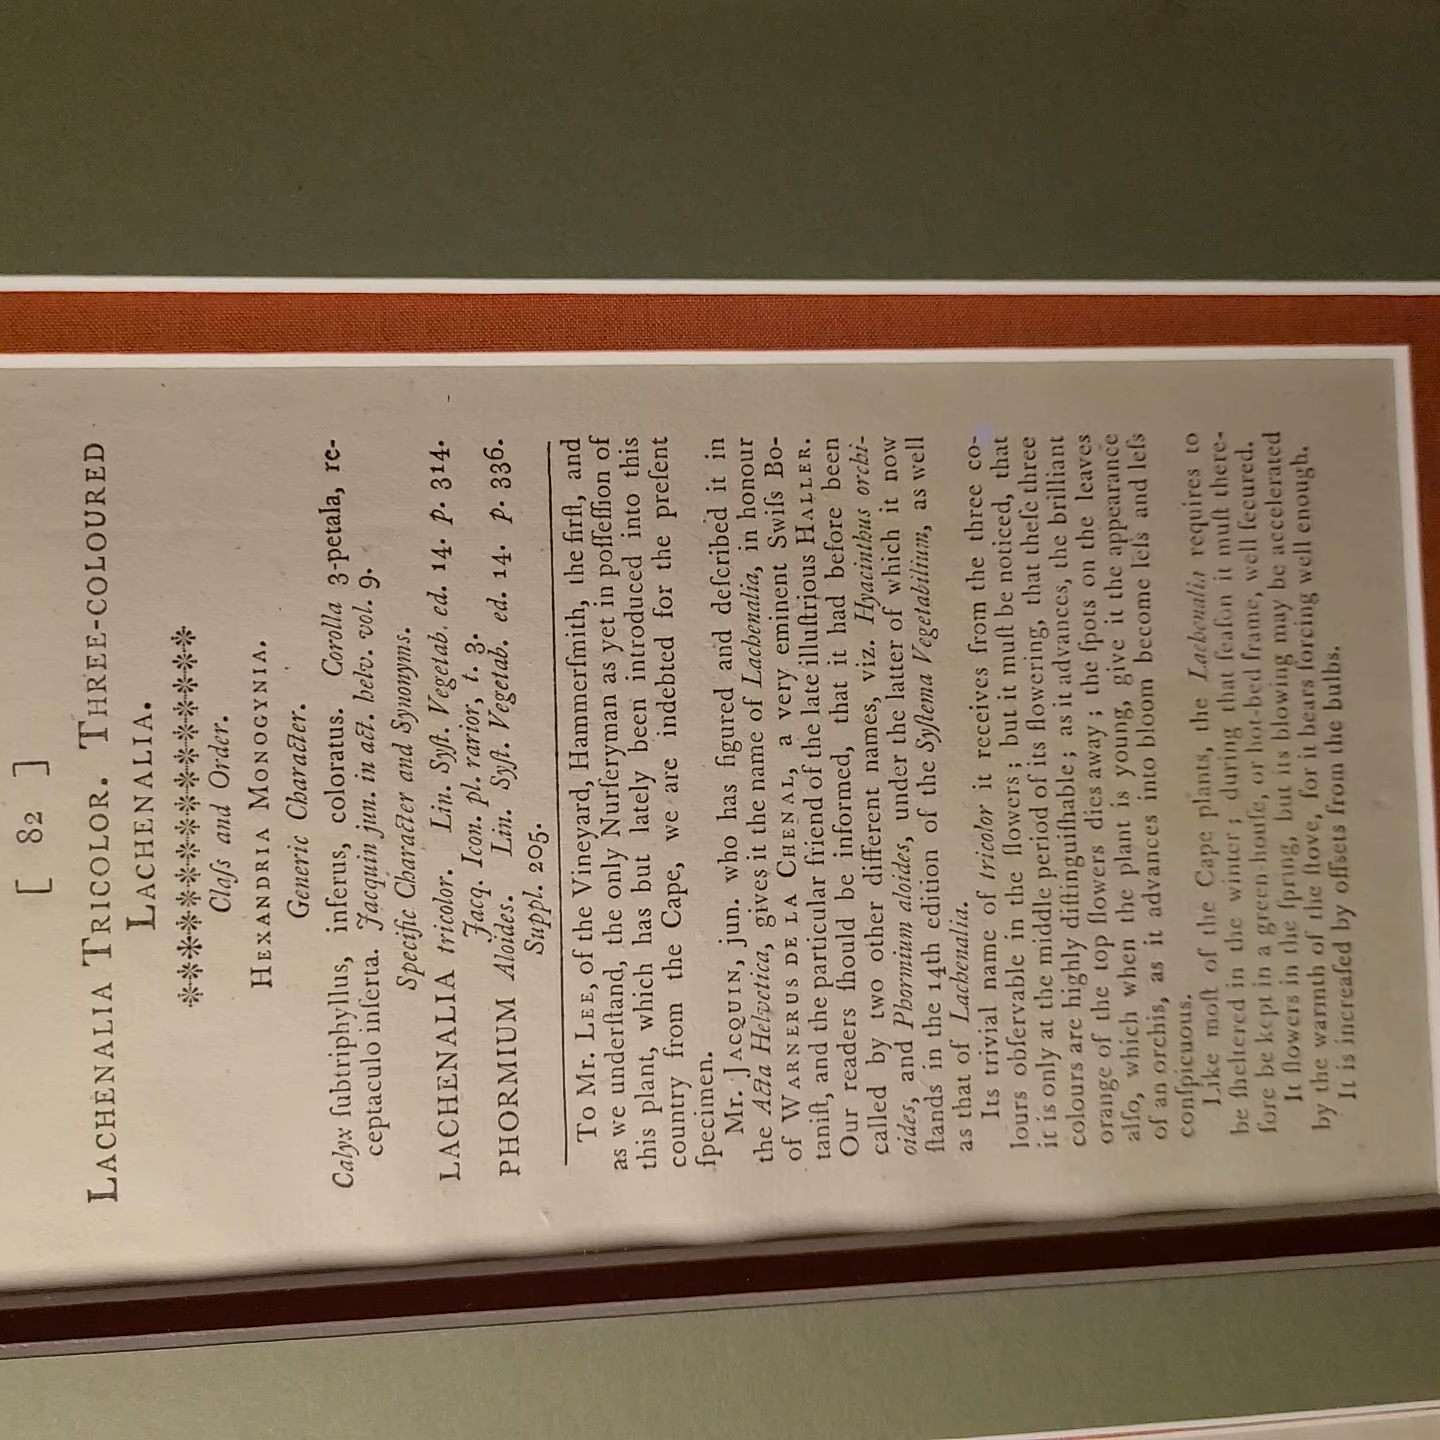 [ 82 ]
LACHENALIA TRICOLOR. THREE-COLOURED
LACHENALIA.
************
Claſs and Order.
HEXANDRIA MONOGYNIA.
Generic Character.
Calyx ſubtriphyllus, inferus, coloratus. Corolla 3-petala, re-
ceptaculo inſerta. Jacquin jun. in act. helv. vol. 9.
Specific Character and Synonyms.
LACHENALIA tricolor. Lin. Syſt. Vegetab. ed. 14. p. 314.
Jacq. Icon. pl. rarior, t. 3.
PHORMIUM Aloides. Lin. Syſt. Vegetab. ed. 14. p. 336.
Suppl. 205.
To Mr. LEE, of the Vineyard, Hammerſmith, the firſt, and
as we underſtand, the only Nurſeryman as yet in poſſeſſion of
this plant, which has but lately been introduced into this
country from the Cape, we are indebted for the preſent
ſpecimen.
Mr. JACQUIN, jun. who has figured and deſcribed it in
the Acta Helvetica, gives it the name of Lachenalia, in honour
of WARNERUS DE LA CHENAL, a very eminent Swiſs Bo-
taniſt, and the particular friend of the late illuſtrious HALLER.
Our readers ſhould be informed, that it had before been
called by two other different names, viz. Hyacinthus orchi-
oides, and Phormium aloides, under the latter of which it now
ſtands in the 14th edition of the Syſtema Vegetabilium, as well
as that of Lachenalia.
Its trivial name of tricolor it receives from the three co-
lours obſervable in the flowers; but it muſt be noticed, that
it is only at the middle period of its flowering, that theſe three
colours are highly diſtinguiſhable; as it advances, the brilliant
orange of the top flowers dies away; the ſpots on the leaves
alſo, which when the plant is young, give it the appearance
of an orchis, as it advances into bloom become leſs and leſs
conſpicuous.
Like moſt of the Cape plants, the Lachenalia requires to
be ſheltered in the winter; during that ſeaſon it muſt there-
fore be kept in a green-houſe, or hot-bed frame, well ſecured.
It flowers in the ſpring, but its blowing may be accelerated
by the warmth of the ſtove, for it bears forcing well enough.
It is increaſed by offsets from the bulbs.